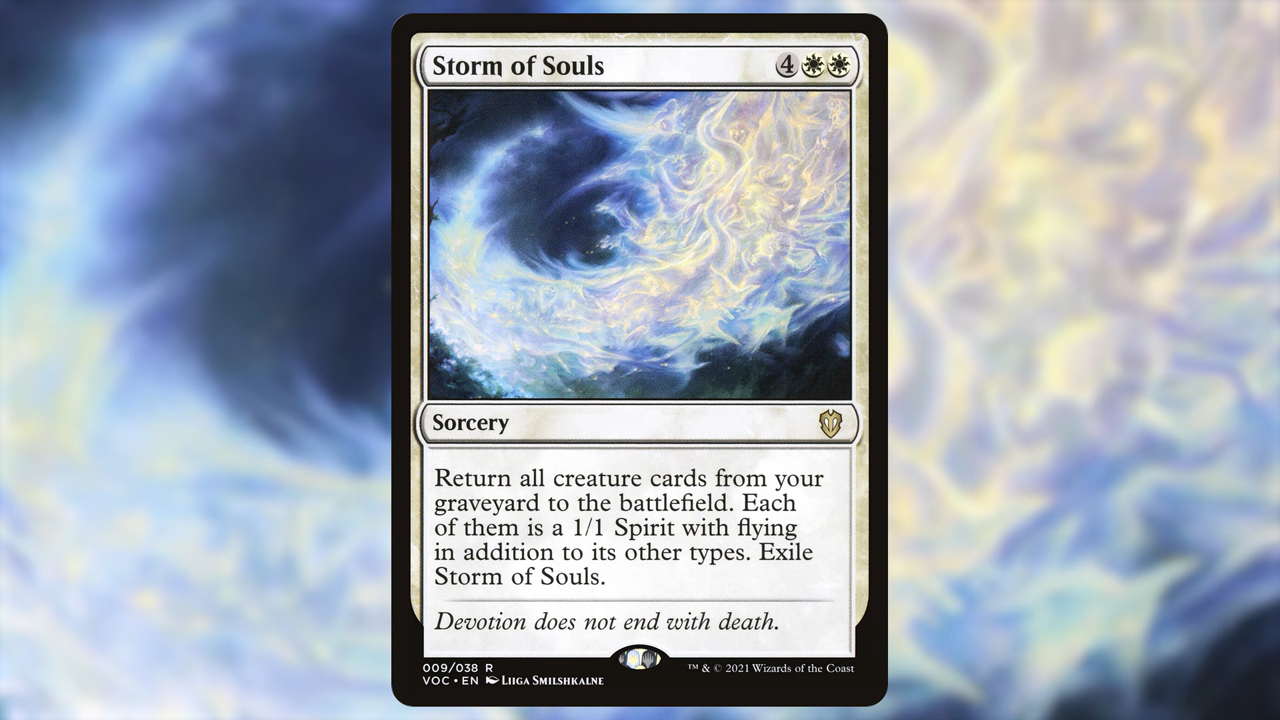 Storm of Souls 4
Sorcery
Return all creature cards from your
graveyard to the battlefield. Each
of them is a 1/1 Spirit with flying
in addition to its other types. Exile
Storm of Souls.
Devotion does not end with death.
009/038 R
VOC • EN Liiga Smilshkalne
™ & © 2021 Wizards of the Coast